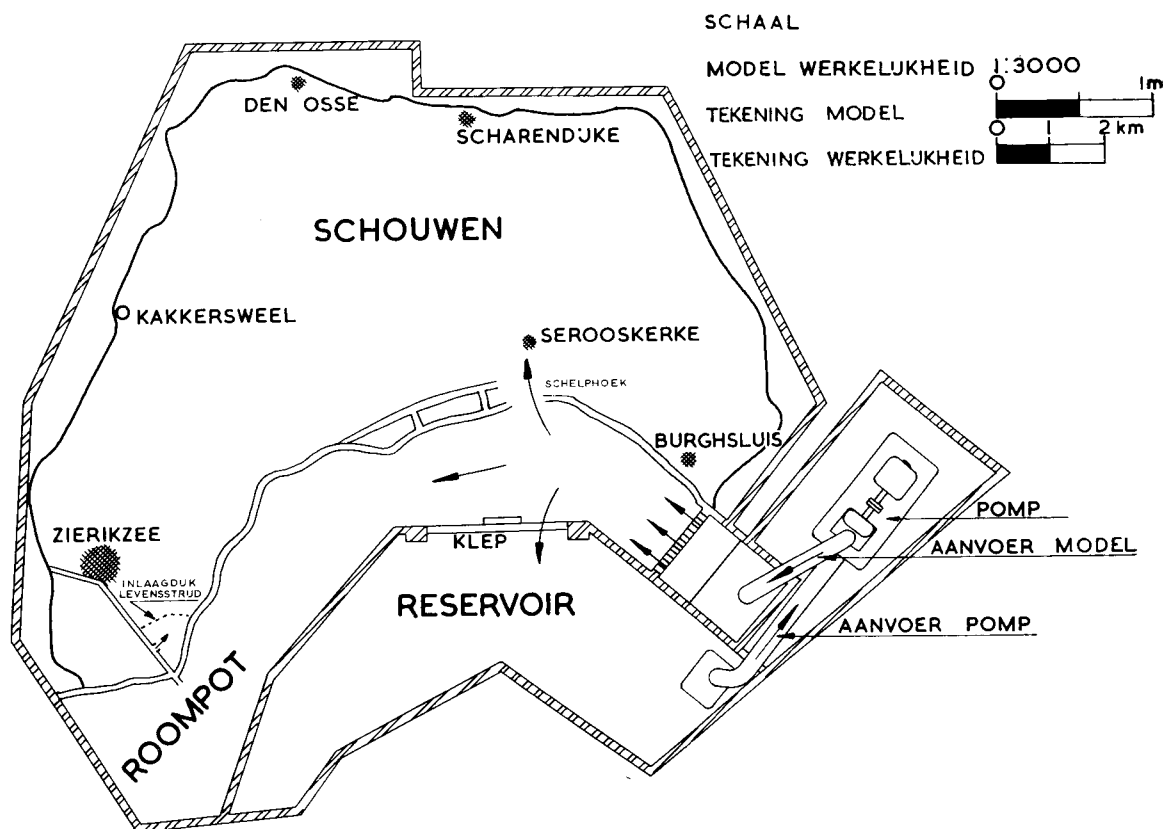 SCHAAL
MODEL WERKELIJKHEID 1:3000
0 1m
TEKENING MODEL
0 1 2 km
TEKENING WERKELIJKHEID
DEN OSSE
SCHARENDIJKE
SCHOUWEN
KAKKERSWEEL
SEROOSKERKE
SCHELPHOEK
BURGHSLUIS
ZIERIKZEE
KLEP
POMP
AANVOER MODEL
INLAAGDIJK
LEVENSSTRIJD
RESERVOIR
AANVOER POMP
ROOMPOT